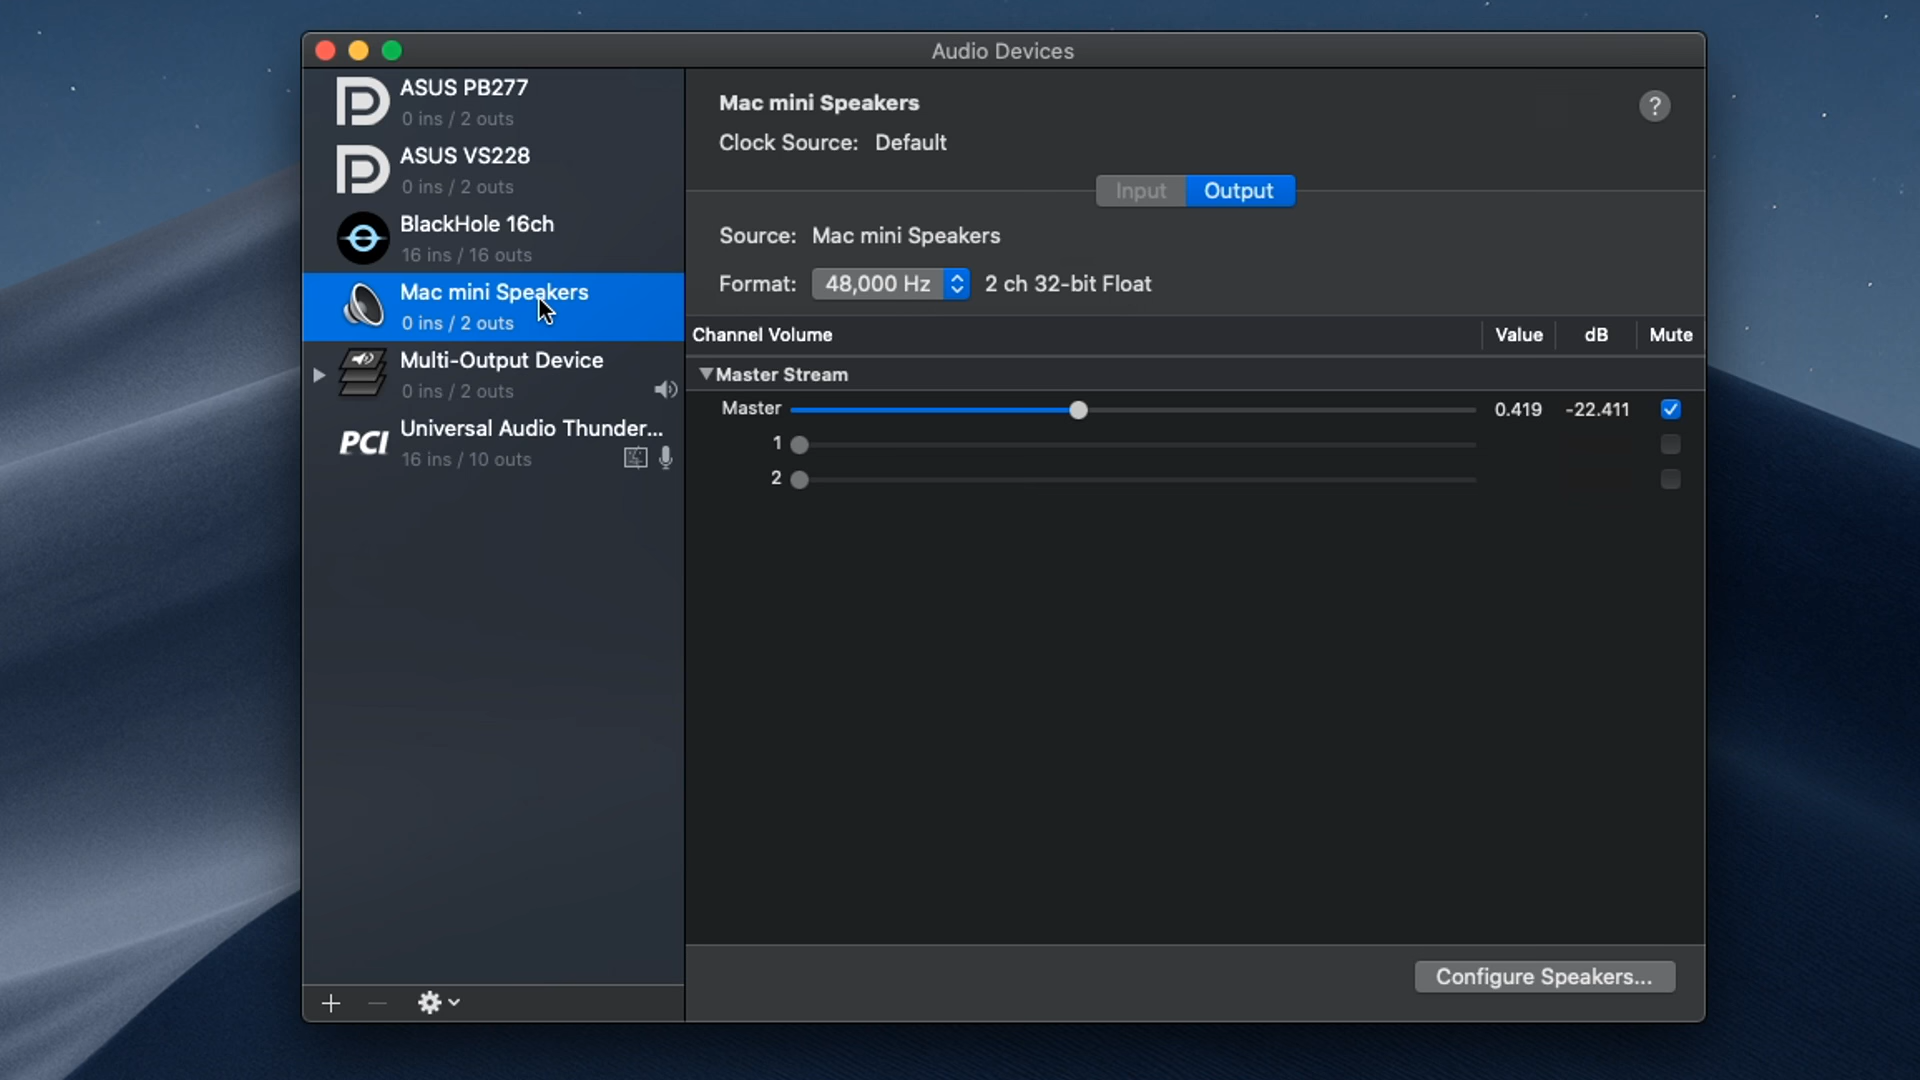 Audio Devices
ASUS PB277
0 ins / 2 outs
ASUS VS228
0 ins / 2 outs
BlackHole 16ch
16 ins / 16 outs
Mac mini Speakers
0 ins / 2 outs
Multi-Output Device
0 ins / 2 outs
PCI
Universal Audio Thunder...
16 ins / 10 outs
Mac mini Speakers
?
Clock Source: Default
Input Output
Source: Mac mini Speakers
Format: 48,000 Hz 2 ch 32-bit Float
Channel Volume Value dB Mute
Master Stream
Master 0.419 -22.411
1
2
Configure Speakers...